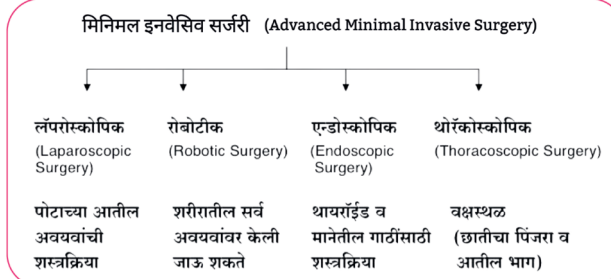 मिनिमल इनवेसिव सर्जरी (Advanced Minimal Invasive Surgery)
लॅपरोस्कोपिक
(Laparoscopic
Surgery)
पोटाच्या आतील
अवयवांची
शस्त्रक्रिया
रोबोटीक
(Robotic Surgery)
शरीरातील सर्व
अवयवांवर केली
जाऊ शकते
एन्डोस्कोपिक
(Endoscopic
Surgery)
थायरॉईड व
मानेतील गाठींसाठी
शस्त्रक्रिया
थोरॅकोस्कोपिक
(Thoracoscopic Surgery)
वक्षस्थळ
(छातीचा पिंजरा व
आतील भाग)